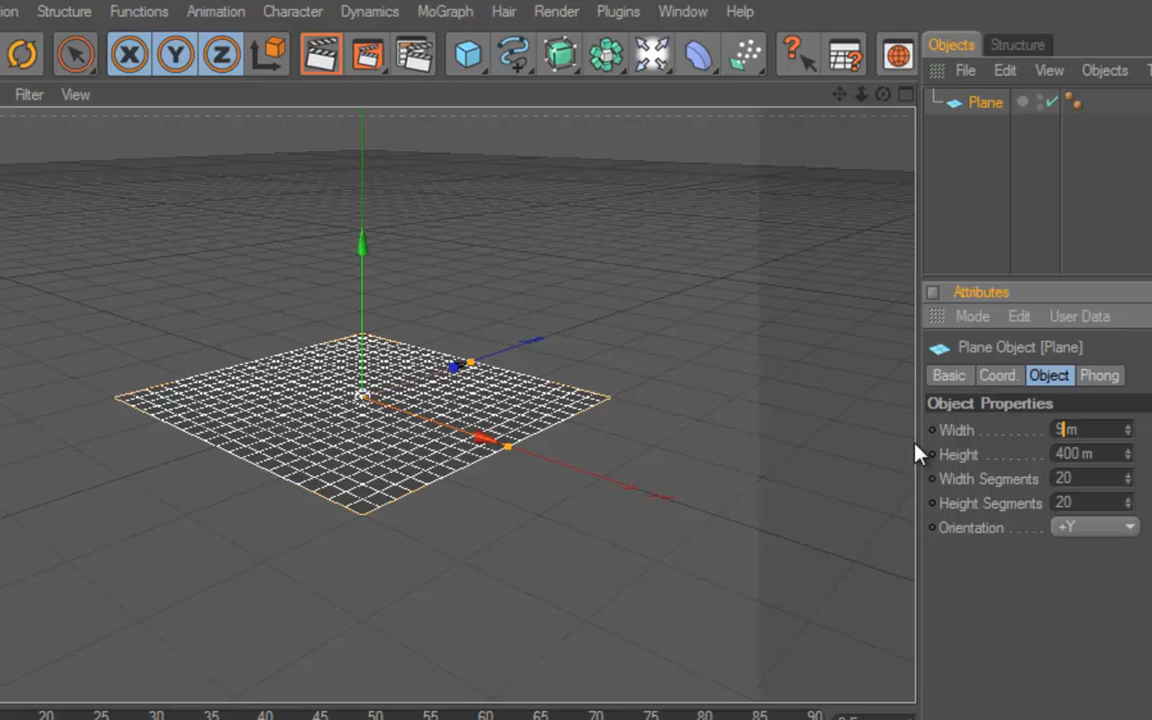 ion Structure Functions Animation Character Dynamics MoGraph Hair Render Plugins Window Help
X Y Z
Objects Structure
File Edit View Objects T
Filter View
Plane
Attributes
Mode Edit User Data
Plane Object [Plane]
Basic Coord. Object Phong
Object Properties
Width . . . . . . . . . 9 m
Height . . . . . . . . 400 m
Width Segments 20
Height Segments 20
Orientation . . . . . +Y
20 25 30 35 40 45 50 55 60 65 70 75 80 85 90